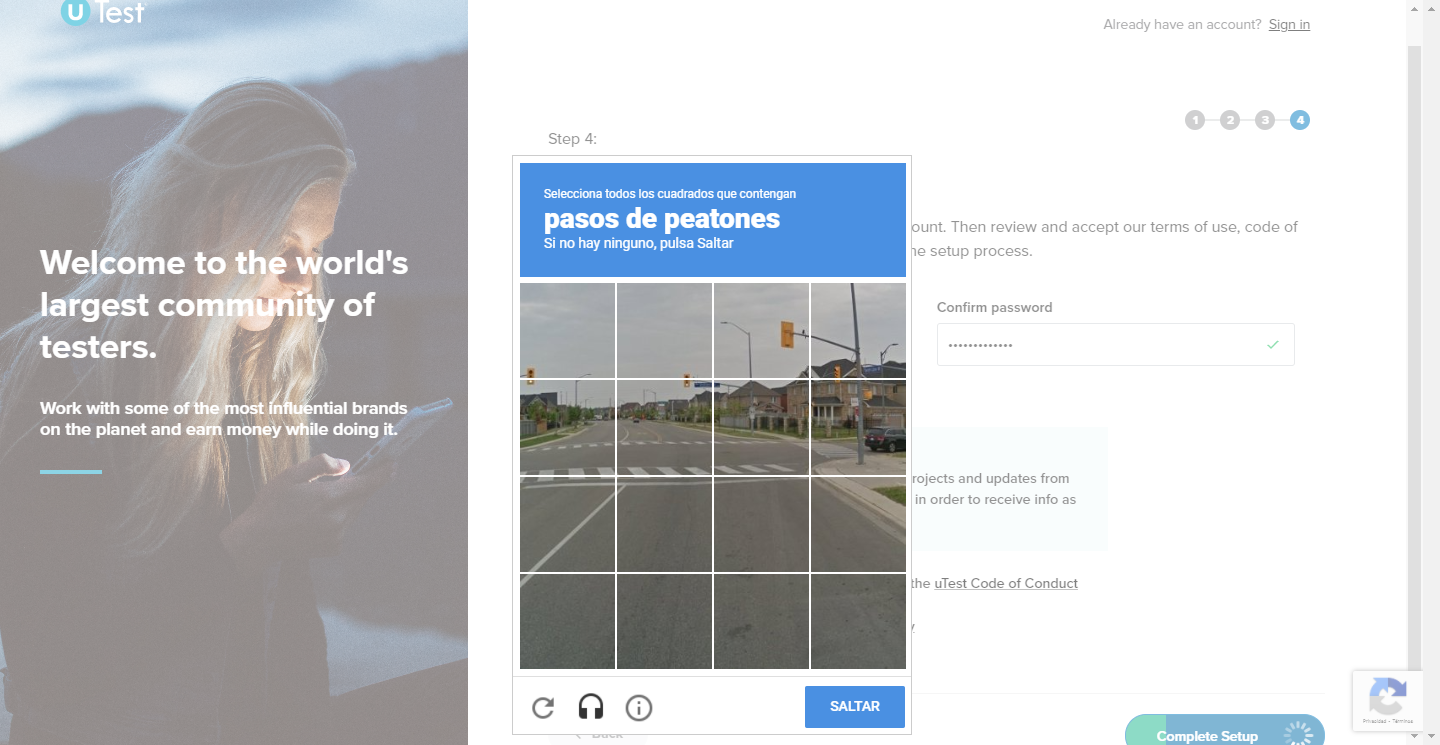 uTest
Already have an account? Sign in
1 2 3 4
Step 4:
Selecciona todos los cuadrados que contengan
pasos de peatones
Si no hay ninguno, pulsa Saltar
ount. Then review and accept our terms of use, code of
ne setup process.
Welcome to the world's
largest community of
testers.
Work with some of the most influential brands
on the planet and earn money while doing it.
Confirm password
rojects and updates from
in order to receive info as
the uTest Code of Conduct
SALTAR
Back
Complete Setup
Privacidad - Términos